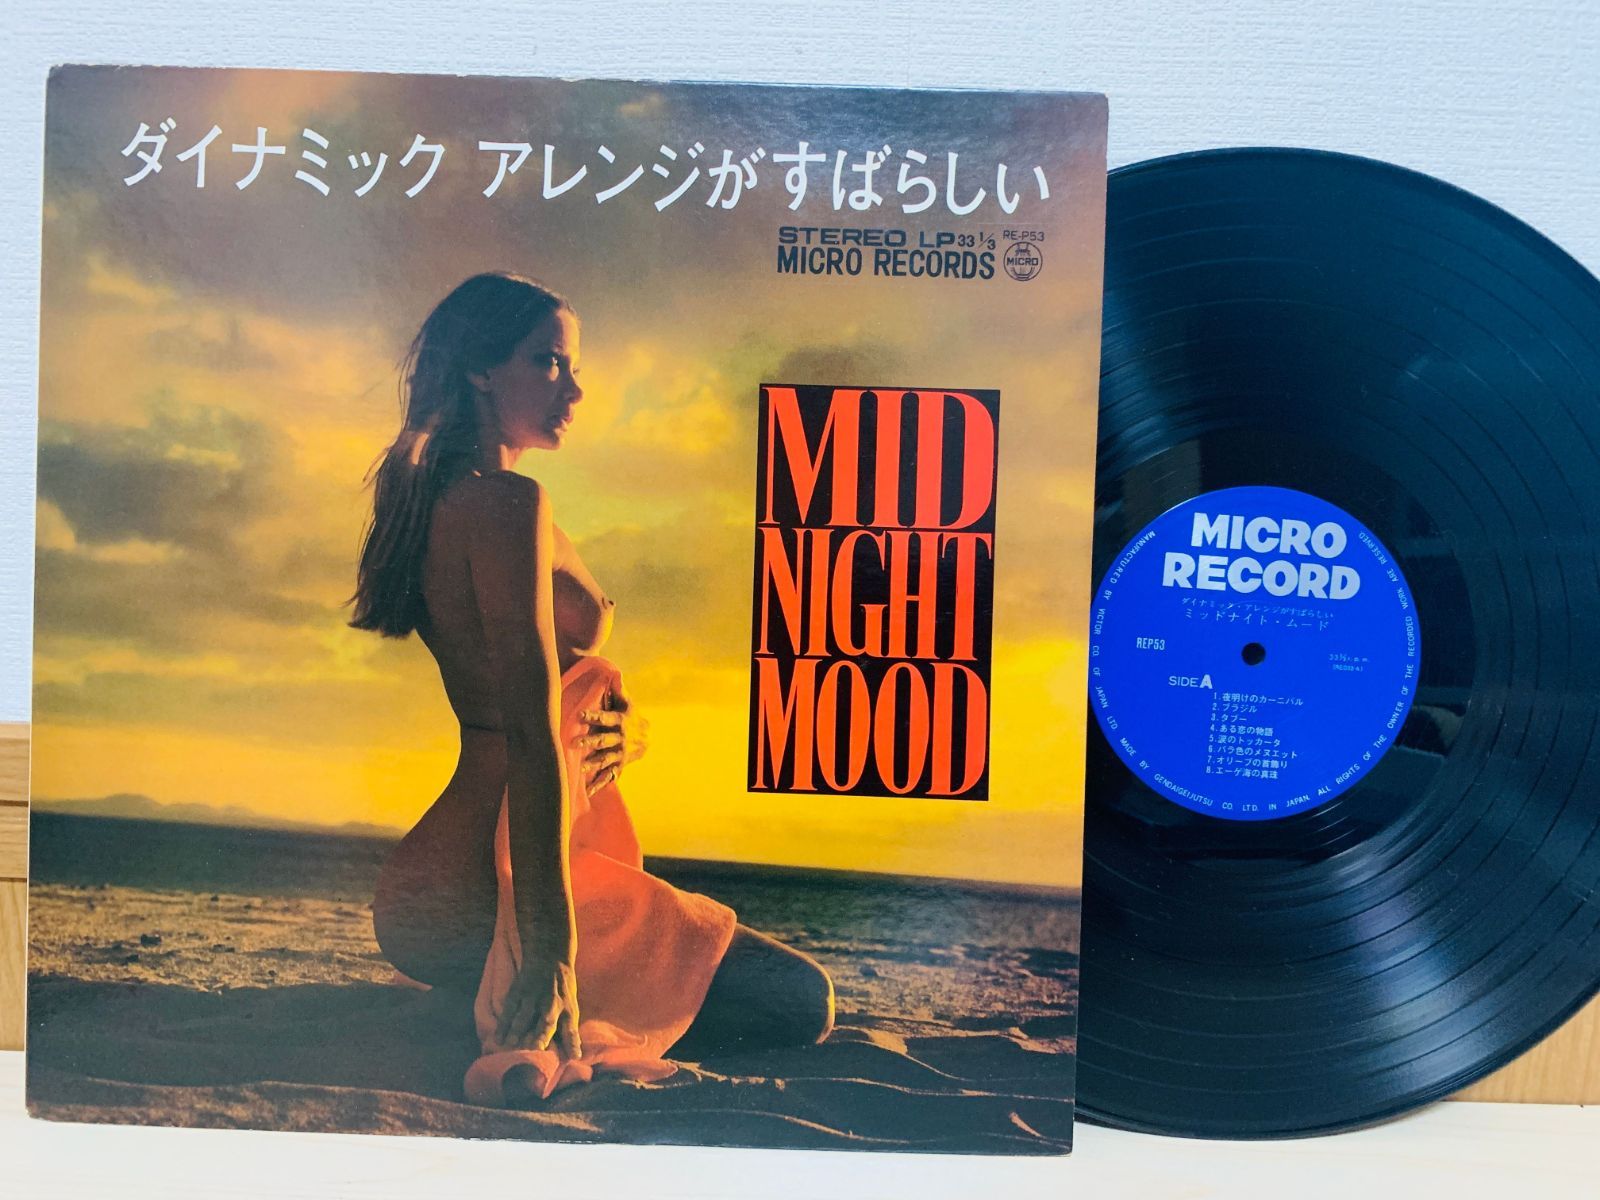 ダイナミック アレンジがすばらしい
STEREO LP 33 1/3 RE-P53
MICRO RECORDS MICRO
MID
NIGHT
MOOD
MICRO
RECORD
ダイナミック・アレンジがすばらしい
ミッドナイト・ムード
REP53
33⅓r.p.m.
SIDE A
1.夜明けのカーニバル
2.ブラジル
3.タブー
4.ある恋の物語
5.涙のトッカータ
6.バラ色のメヌエット
7.オリーブの首飾り
8.エーゲ海の真珠
MANUFACTURED BY VICTOR CO. OF JAPAN LTD. MADE BY GENDAIGEIJUTSU CO. LTD. IN JAPAN. ALL RIGHTS OF THE OWNER OF THE RECORDED WORK ARE RESERVED